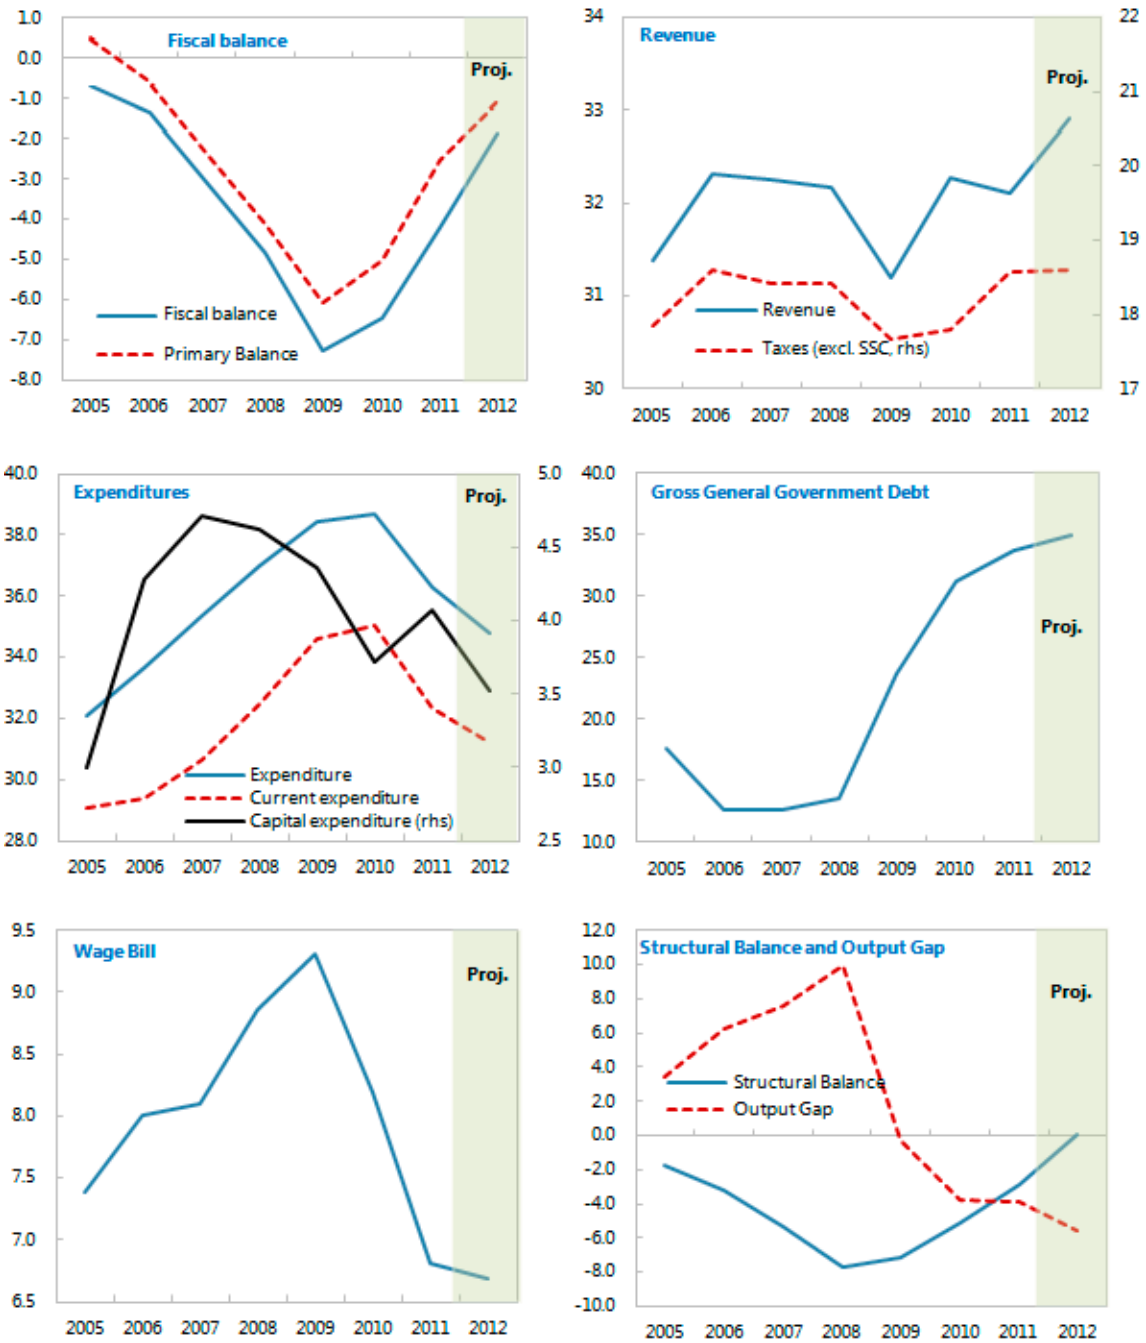 Fiscal balance
1.0
0.0
-1.0
-2.0
-3.0
-4.0
-5.0
-6.0
-7.0
-8.0
Proj.
Fiscal balance
Primary Balance
2005 2006 2007 2008 2009 2010 2011 2012
Revenue
34
33
32
31
30
22
21
20
19
18
17
Proj.
Revenue
Taxes (excl. SSC, rhs)
2005 2006 2007 2008 2009 2010 2011 2012
Expenditures
40.0
38.0
36.0
34.0
32.0
30.0
28.0
5.0
4.5
4.0
3.5
3.0
2.5
Proj.
Expenditure
Current expenditure
Capital expenditure (rhs)
2005 2006 2007 2008 2009 2010 2011 2012
Gross General Government Debt
40.0
35.0
30.0
25.0
20.0
15.0
10.0
Proj.
2005 2006 2007 2008 2009 2010 2011 2012
Wage Bill
9.5
9.0
8.5
8.0
7.5
7.0
6.5
Proj.
2005 2006 2007 2008 2009 2010 2011 2012
Structural Balance and Output Gap
12.0
10.0
8.0
6.0
4.0
2.0
0.0
-2.0
-4.0
-6.0
-8.0
-10.0
Proj.
Structural Balance
Output Gap
2005 2006 2007 2008 2009 2010 2011 2012